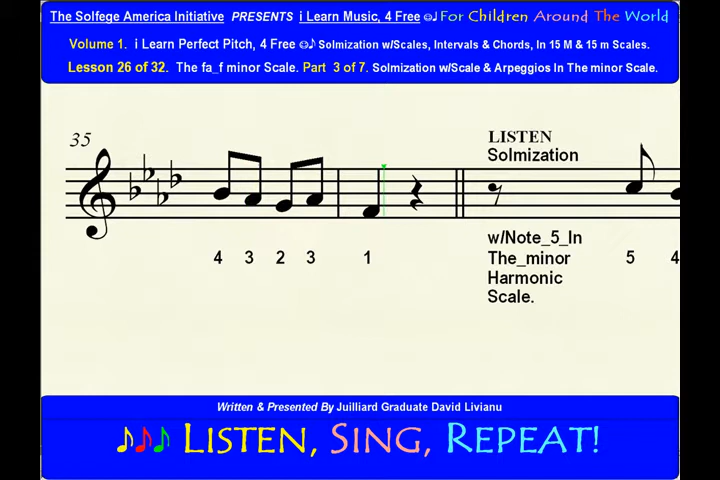 The Solfege America Initiative PRESENTS i Learn Music, 4 Free For Children Around The World
Volume 1. i Learn Perfect Pitch, 4 Free Solmization w/Scales, Intervals & Chords, In 15 M & 15 m Scales.
Lesson 26 of 32. The fa_f minor Scale. Part 3 of 7. Solmization w/Scale & Arpeggios In The minor Scale.
35
LISTEN
Solmization
w/Note_5_In
The_minor
Harmonic
Scale.
4 3 2 3 1 5 4
Written & Presented By Juilliard Graduate David Livianu
LISTEN, SING, REPEAT!